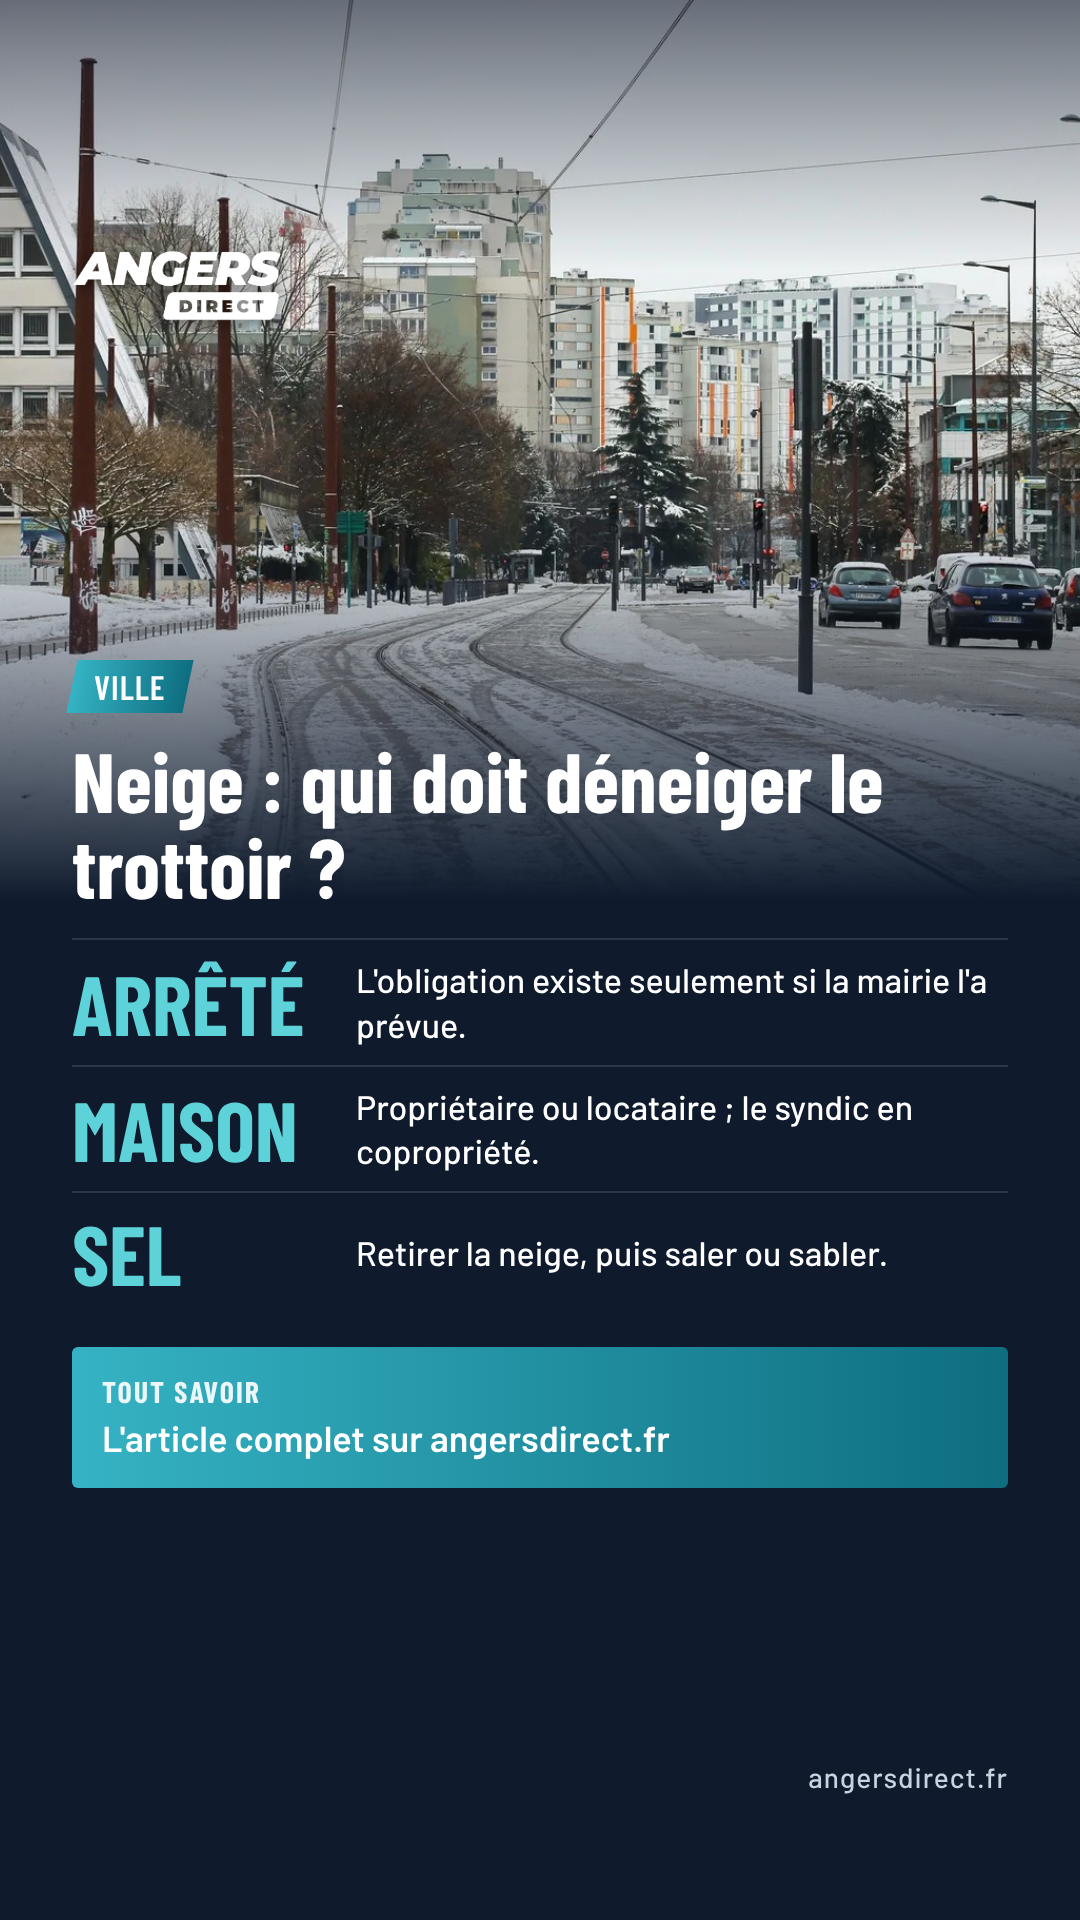 ANGERS
DIRECT
VILLE
Neige : qui doit déneiger le
trottoir ?
ARRÊTÉ
L'obligation existe seulement si la mairie l'a
prévue.
MAISON
Propriétaire ou locataire ; le syndic en
copropriété.
SEL
Retirer la neige, puis saler ou sabler.
TOUT SAVOIR
L'article complet sur angersdirect.fr
angersdirect.fr